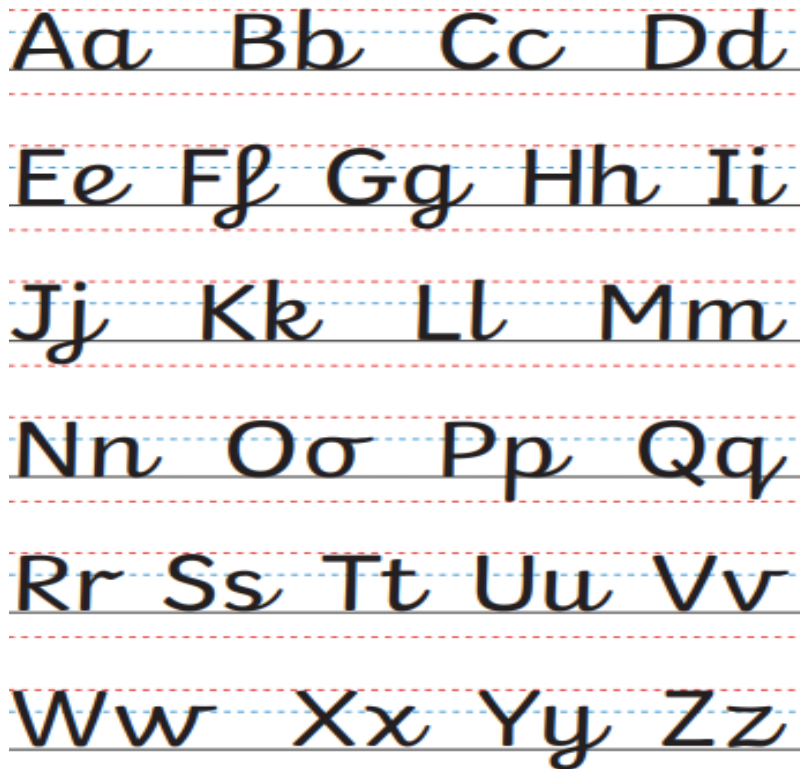 Aa Bb Cc Dd
Ee Ff Gg Hh Ii
Jj Kk Ll Mm
Nn Oo Pp Qq
Rr Ss Tt Uu Vv
Ww Xx Yy Zz